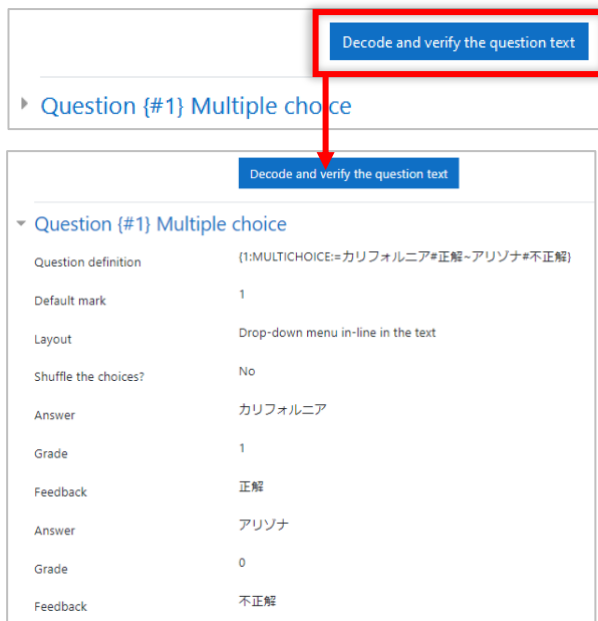 Decode and verify the question text
Question {#1} Multiple choice
Decode and verify the question text
Question {#1} Multiple choice
Question definition {1:MULTICHOICE:=カリフォルニア#正解~アリゾナ#不正解}
Default mark 1
Layout Drop-down menu in-line in the text
Shuffle the choices? No
Answer カリフォルニア
Grade 1
Feedback 正解
Answer アリゾナ
Grade 0
Feedback 不正解